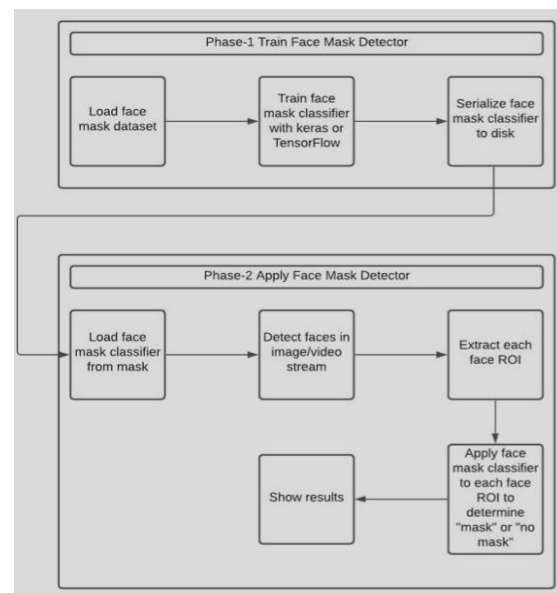 Phase-1 Train Face Mask Detector
Load face
mask dataset
Train face
mask classifier
with keras or
TensorFlow
Serialize face
mask classifier
to disk
Phase-2 Apply Face Mask Detector
Load face
mask classifier
from mask
Detect faces in
image/video
stream
Extract each
face ROI
Apply face
mask classifier
to each face
ROI to
determine
"mask" or "no
mask"
Show results